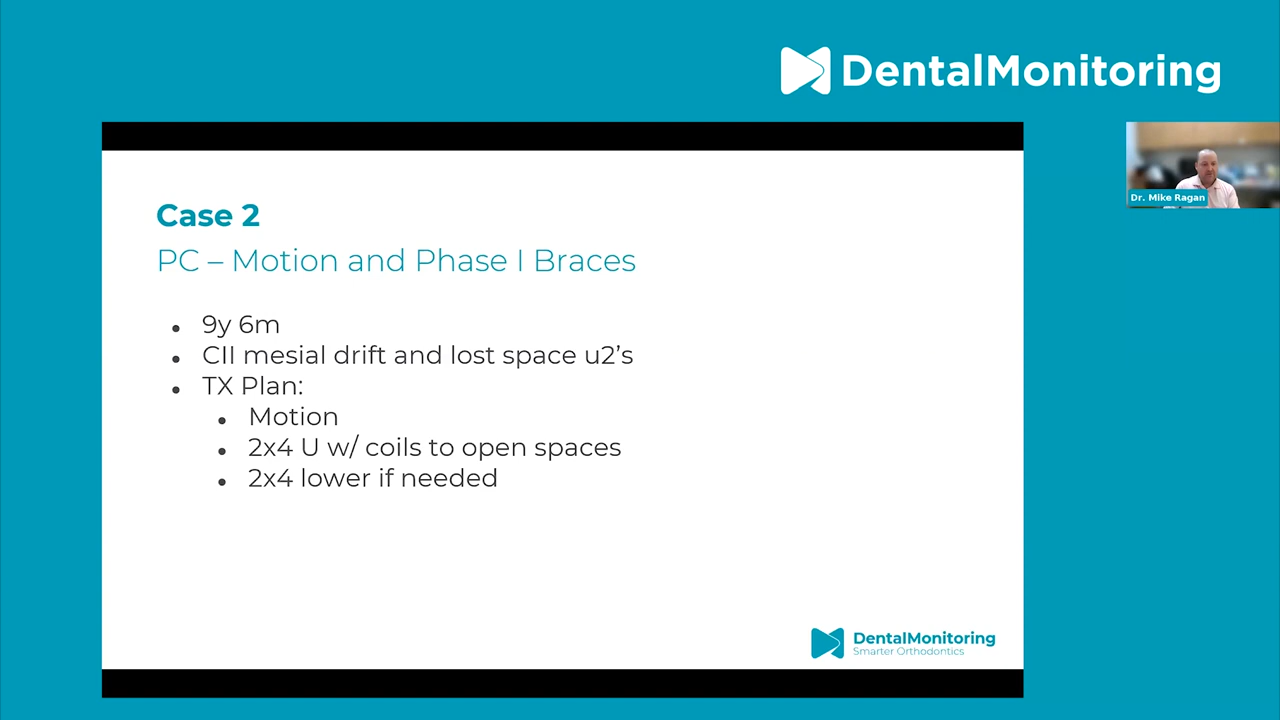 DentalMonitoring
Dr. Mike Ragan
Case 2
PC – Motion and Phase I Braces
● 9y 6m
● CII mesial drift and lost space u2’s
● TX Plan:
● Motion
● 2x4 U w/ coils to open spaces
● 2x4 lower if needed
DentalMonitoring
Smarter Orthodontics